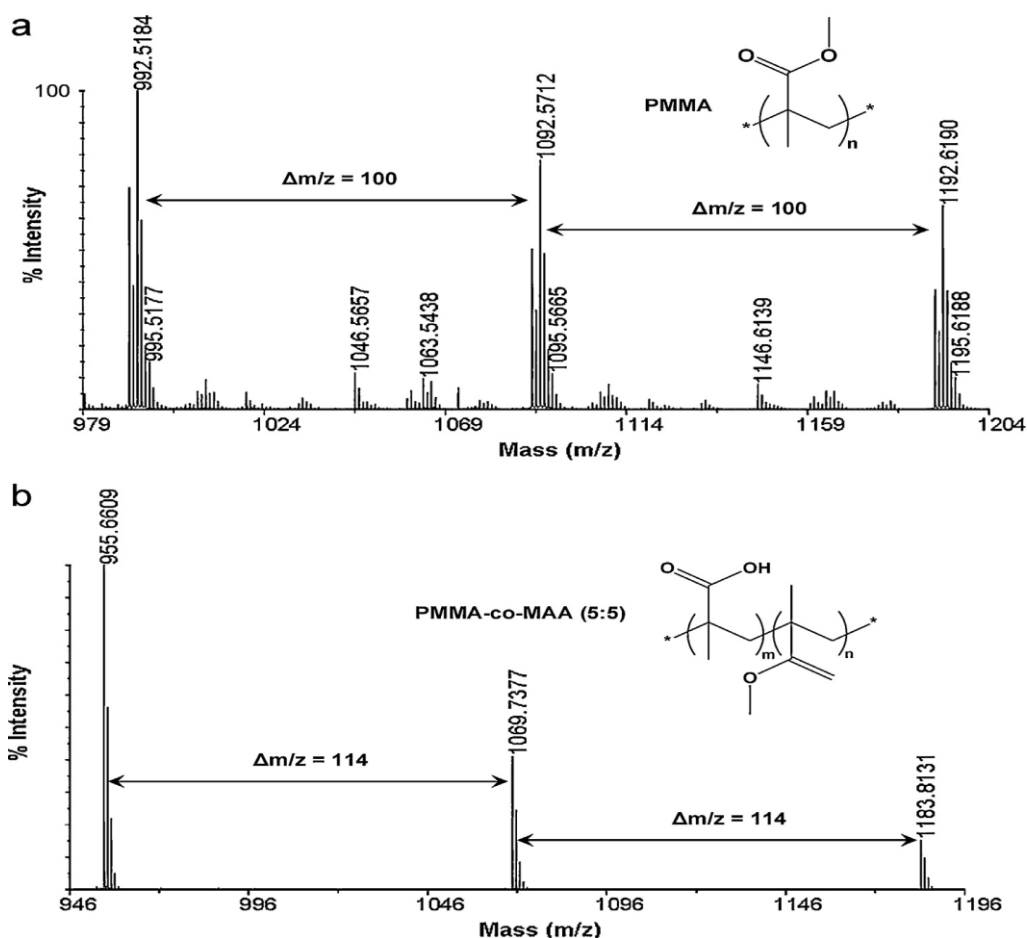 a
PMMA
O
O
*
*
n
% Intensity
100
992.5184
995.5177
1046.5657
1063.5438
1092.5712
1095.5665
1146.6139
1192.6190
1195.6188
Δm/z = 100
Δm/z = 100
979
1024
1069
1114
1159
1204
Mass (m/z)
b
PMMA-co-MAA (5:5)
O
OH
*
*
m
n
O
% Intensity
955.6609
1069.7377
1183.8131
Δm/z = 114
Δm/z = 114
946
996
1046
1096
1146
1196
Mass (m/z)